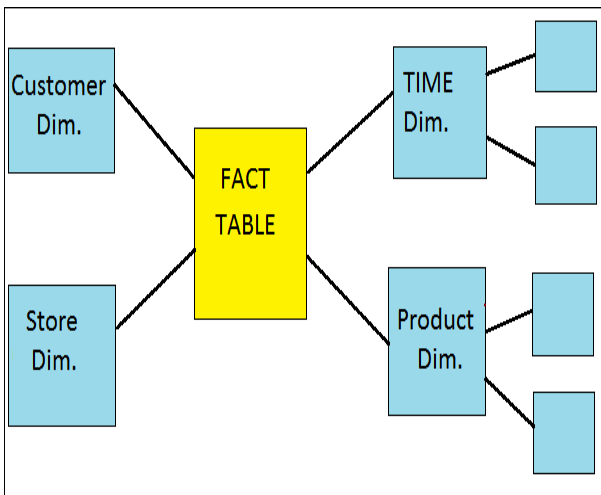 Customer
Dim.
FACT
TABLE
TIME
Dim.
Store
Dim.
Product
Dim.